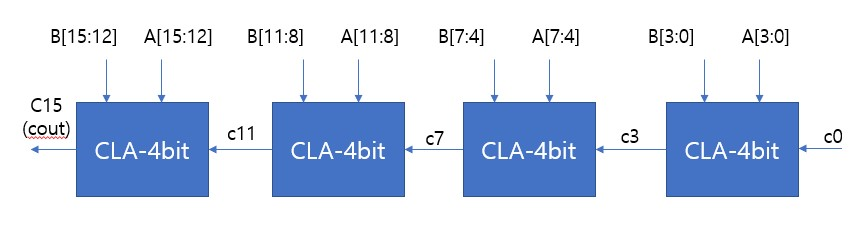 B[15:12] A[15:12] B[11:8] A[11:8] B[7:4] A[7:4] B[3:0] A[3:0]
C15
(cout)
CLA-4bit c11 CLA-4bit c7 CLA-4bit c3 CLA-4bit c0